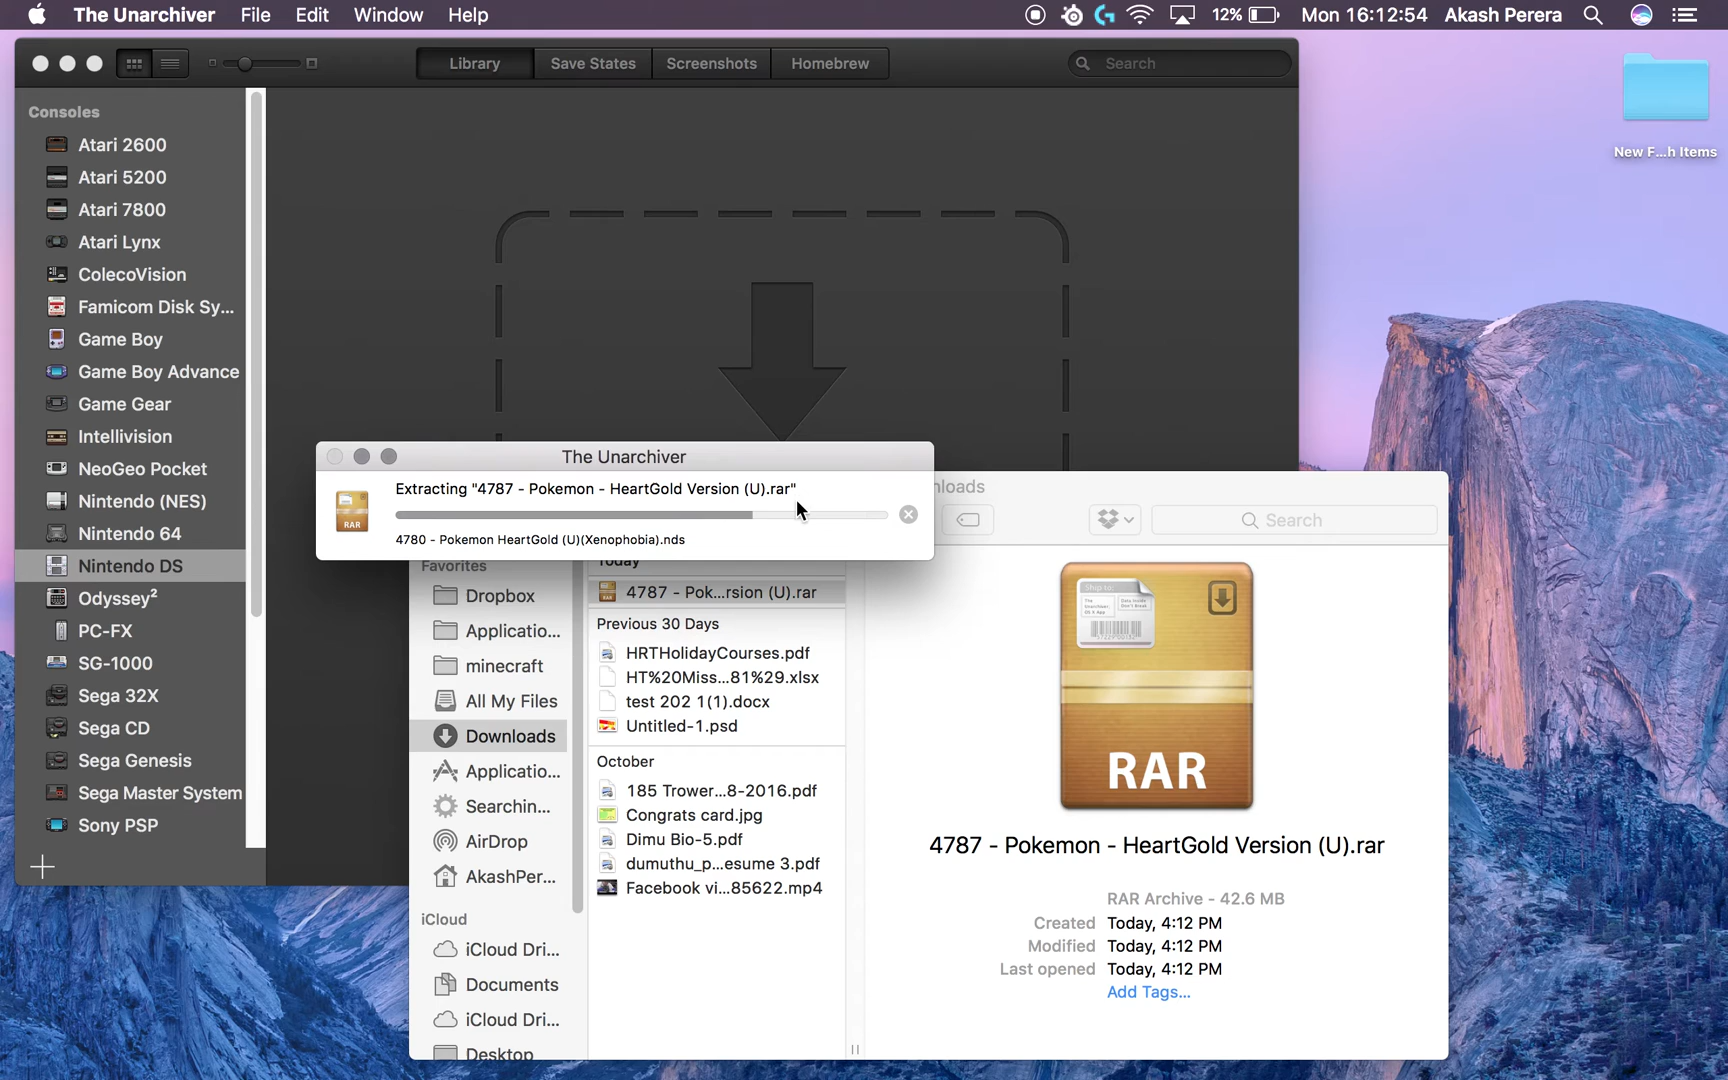 The Unarchiver File Edit Window Help 12% Mon 16:12:54 Akash Perera
Library Save States Screenshots Homebrew Search
Consoles
Atari 2600
Atari 5200
Atari 7800
Atari Lynx
ColecoVision
Famicom Disk Sy...
Game Boy
Game Boy Advance
Game Gear
Intellivision
NeoGeo Pocket
Nintendo (NES)
Nintendo 64
Nintendo DS
Odyssey²
PC-FX
SG-1000
Sega 32X
Sega CD
Sega Genesis
Sega Master System
Sony PSP
New F...h Items
The Unarchiver
Extracting "4787 - Pokemon - HeartGold Version (U).rar"
RAR
4780 - Pokemon HeartGold (U)(Xenophobia).nds
nloads
Search
Favorites
Dropbox
Applicatio...
minecraft
All My Files
Downloads
Applicatio...
Searchin...
AirDrop
AkashPer...
iCloud
iCloud Dri...
Documents
iCloud Dri...
Desktop
Today
4787 - Pok...rsion (U).rar
Previous 30 Days
HRTHolidayCourses.pdf
HT%20Miss...81%29.xlsx
test 202 1(1).docx
Untitled-1.psd
October
185 Trower...8-2016.pdf
Congrats card.jpg
Dimu Bio-5.pdf
dumuthu_p...esume 3.pdf
Facebook vi...85622.mp4
Ship to:
RAR
4787 - Pokemon - HeartGold Version (U).rar
RAR Archive - 42.6 MB
Created Today, 4:12 PM
Modified Today, 4:12 PM
Last opened Today, 4:12 PM
Add Tags...